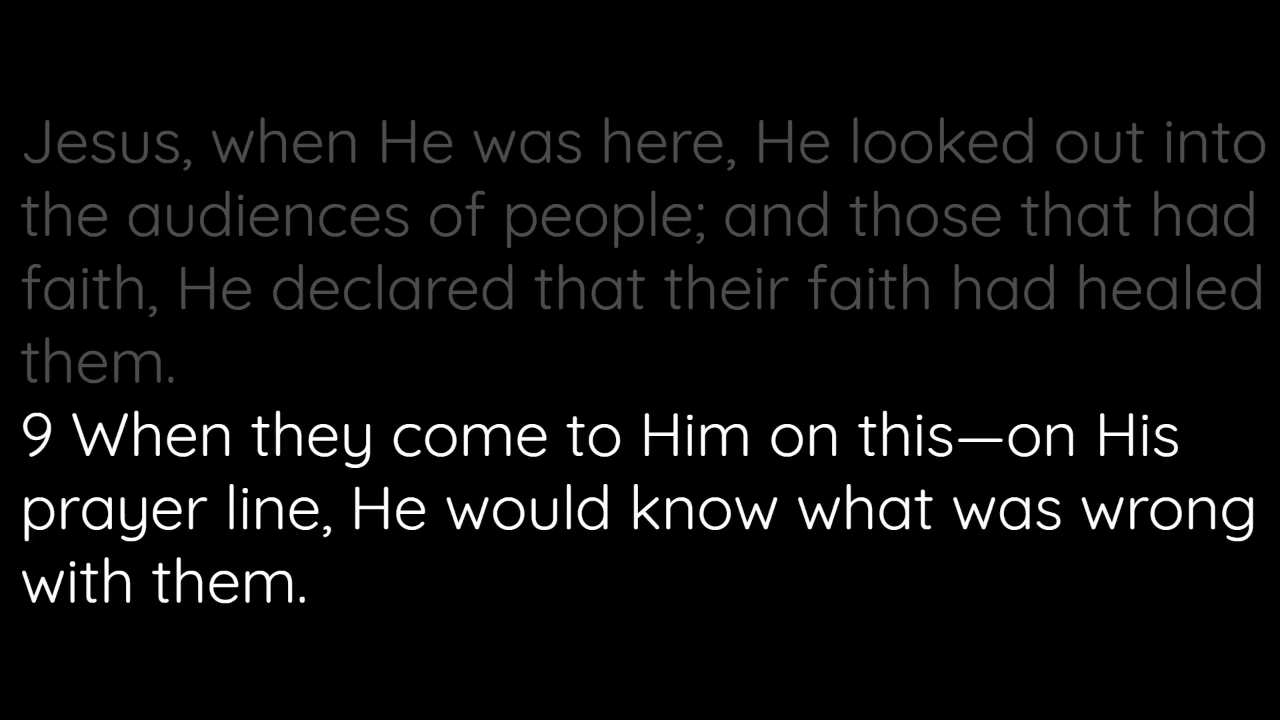 Jesus, when He was here, He looked out into
the audiences of people; and those that had
faith, He declared that their faith had healed
them.
9 When they come to Him on this—on His
prayer line, He would know what was wrong
with them.